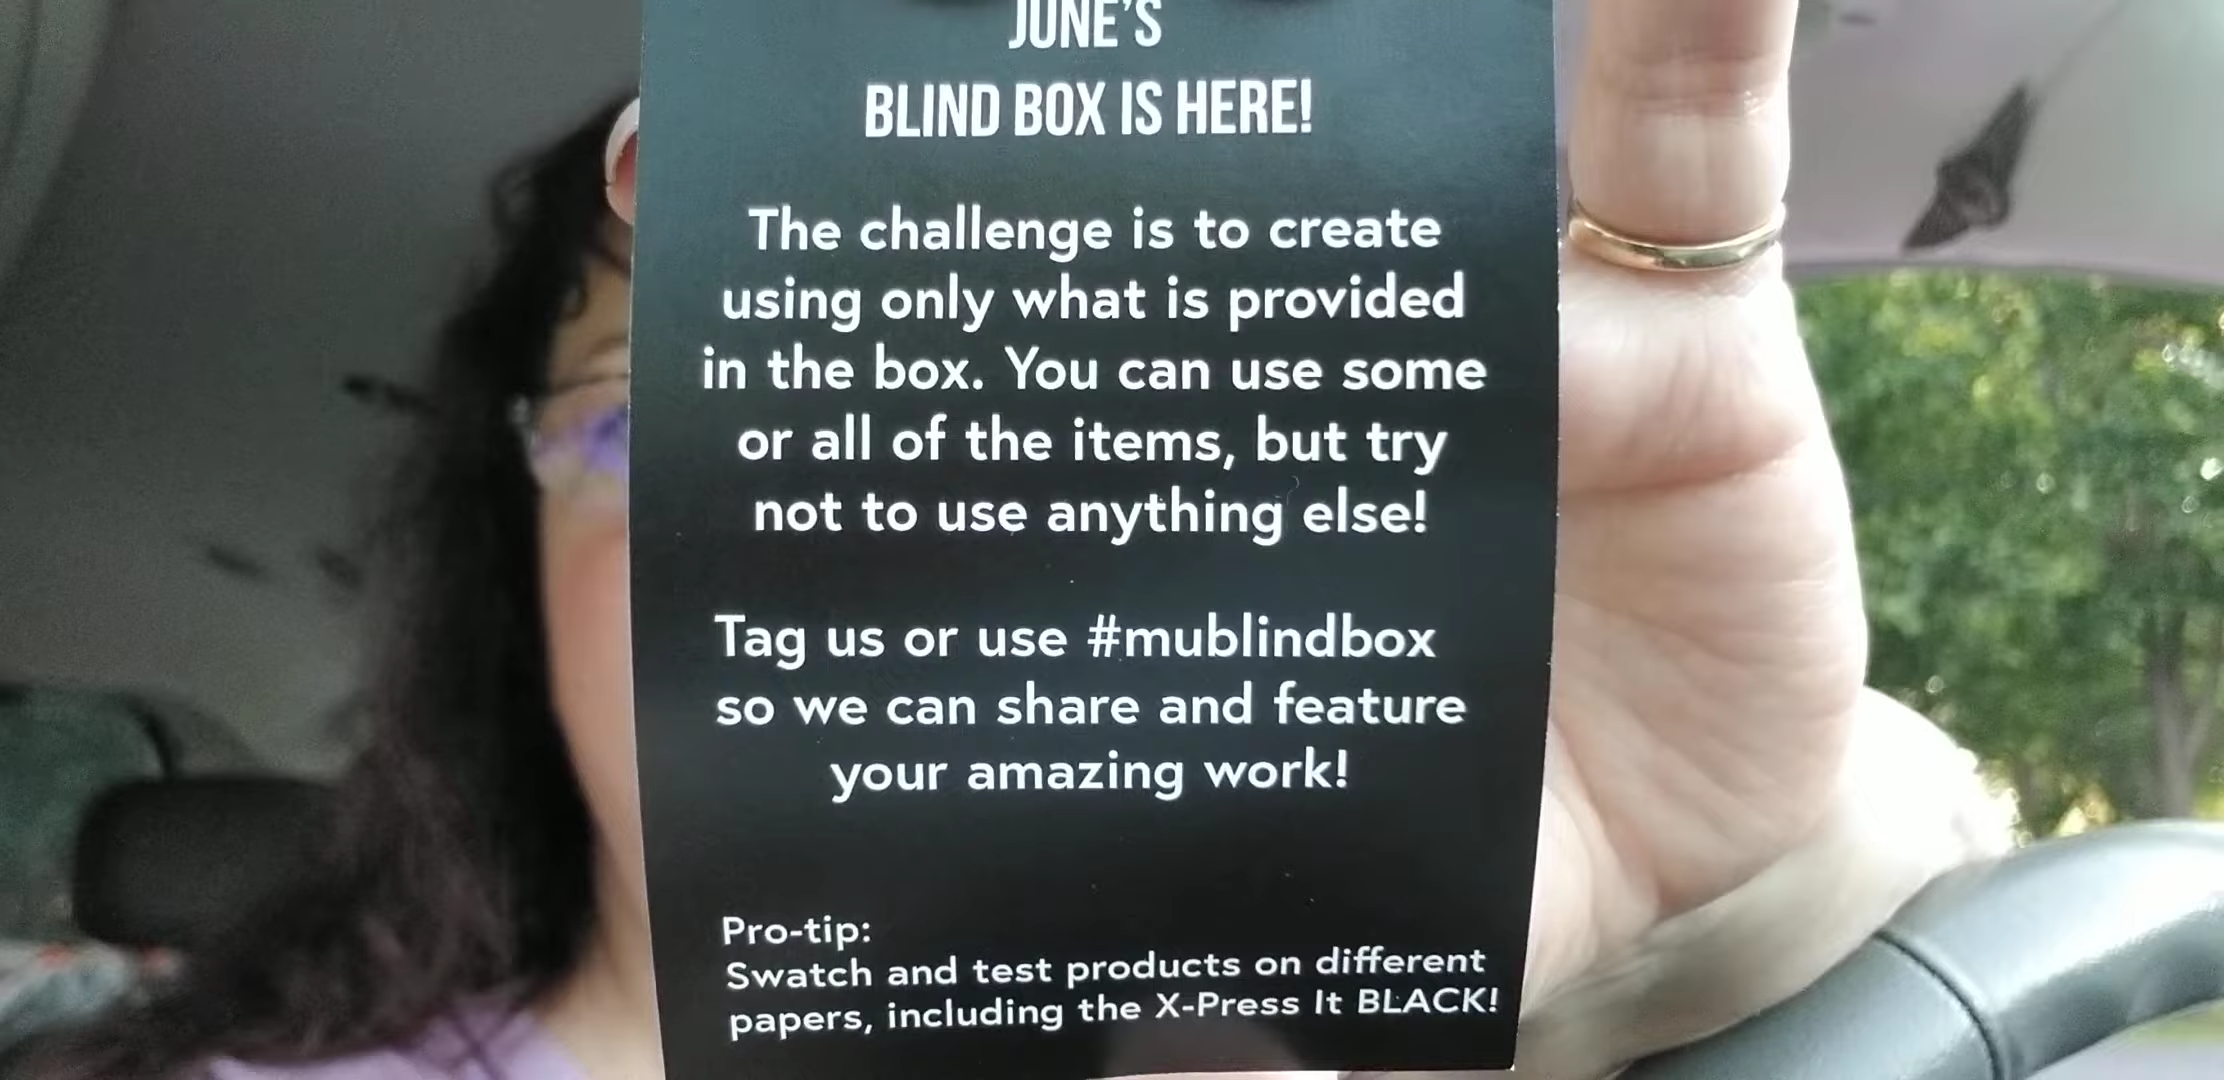 JUNE'S
BLIND BOX IS HERE!
The challenge is to create
using only what is provided
in the box. You can use some
or all of the items, but try
not to use anything else!
Tag us or use #mublindbox
so we can share and feature
your amazing work!
Pro-tip:
Swatch and test products on different
papers, including the X-Press It BLACK!